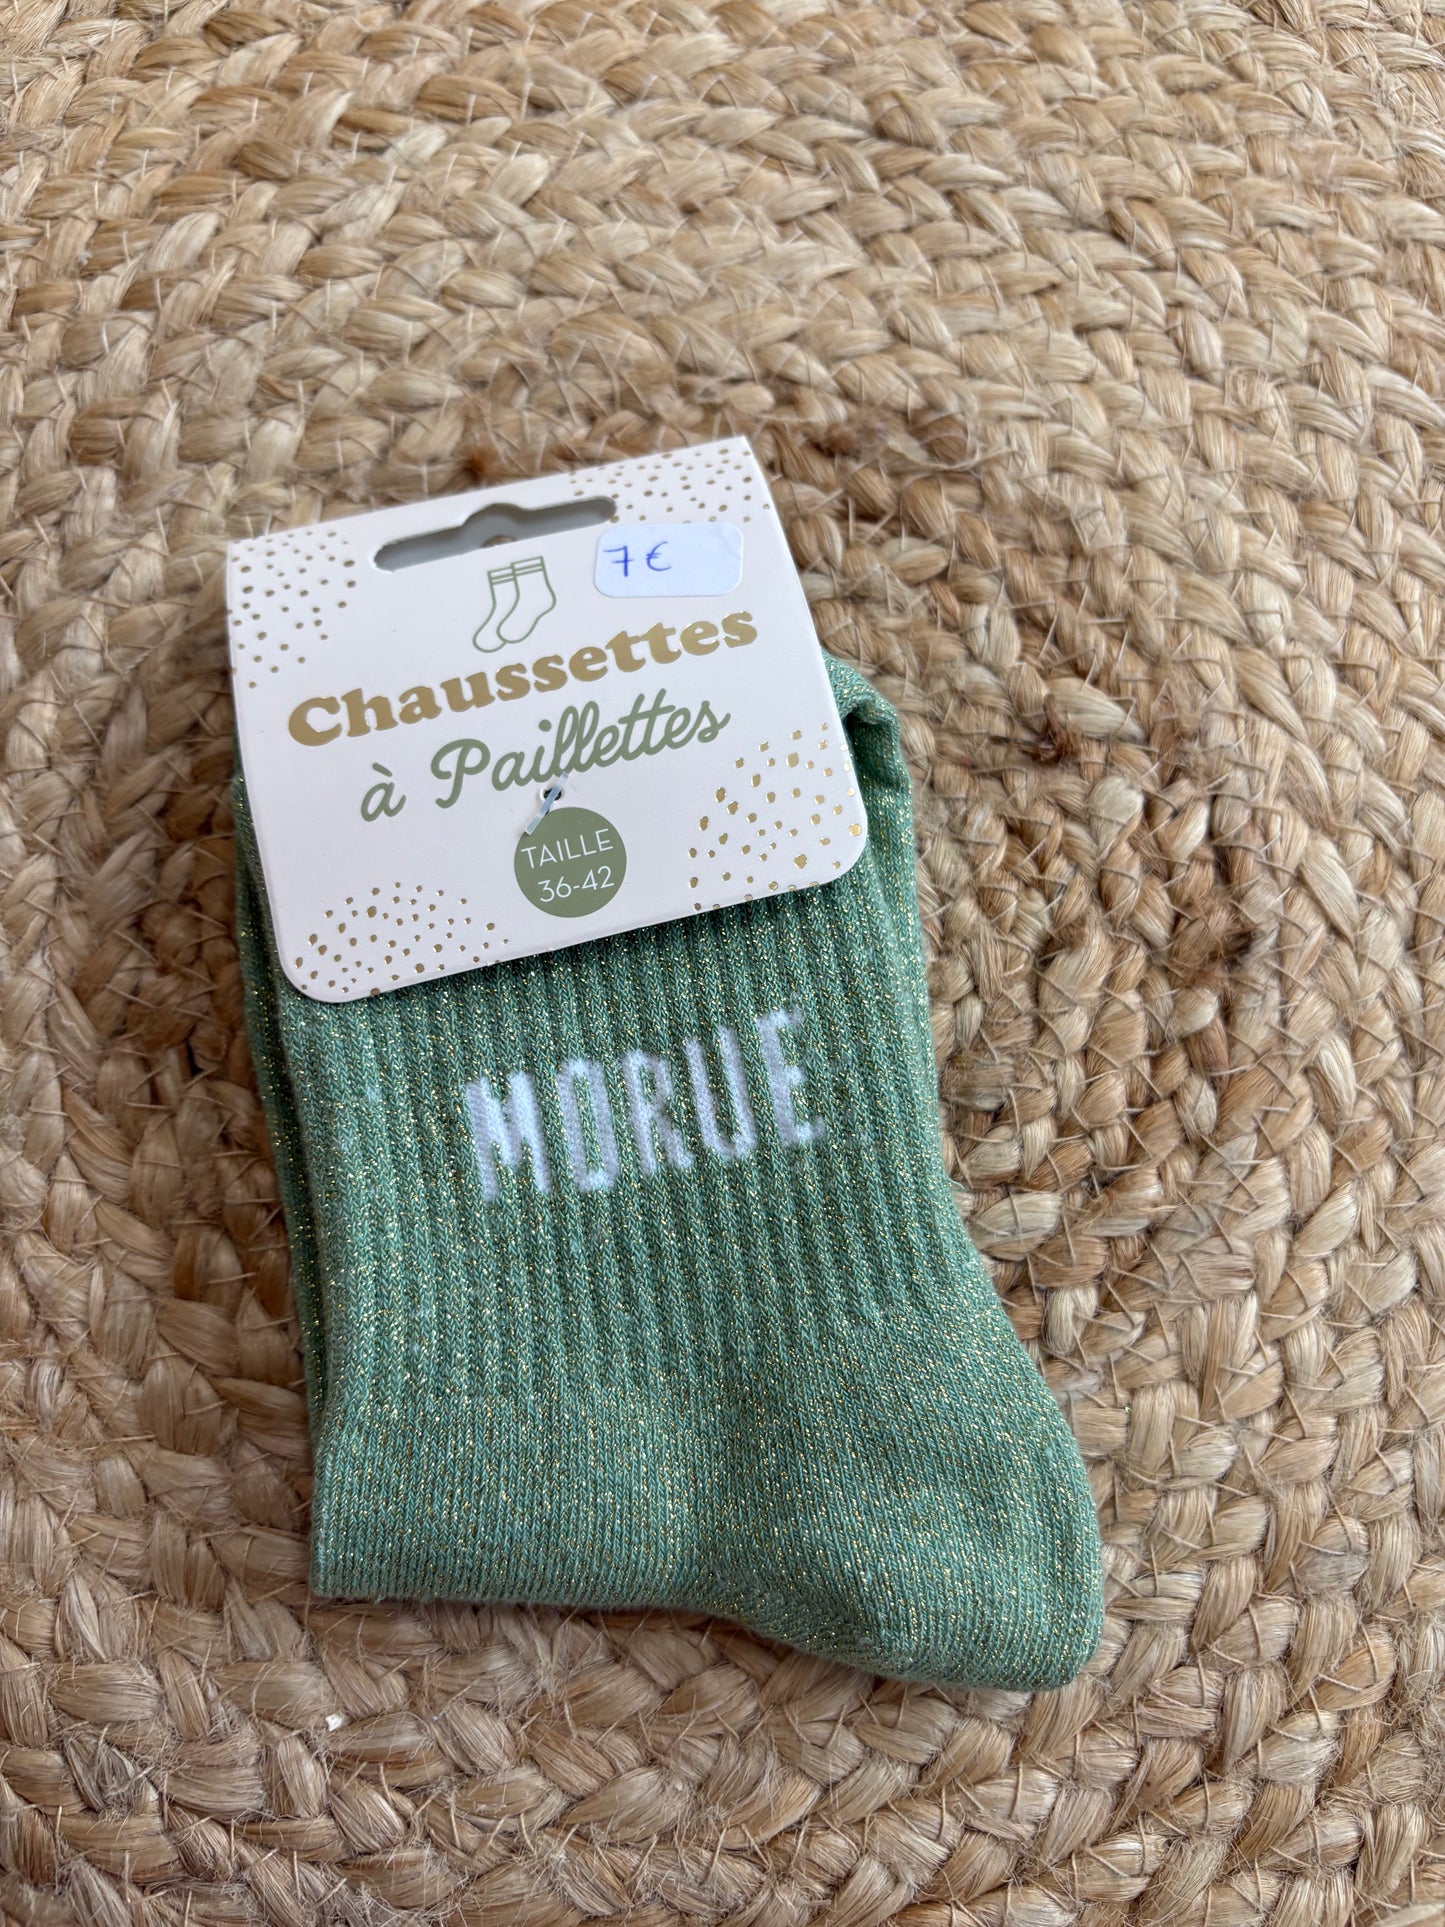 7 €
Chaussettes
à Paillettes
TAILLE
36-42
MORUE